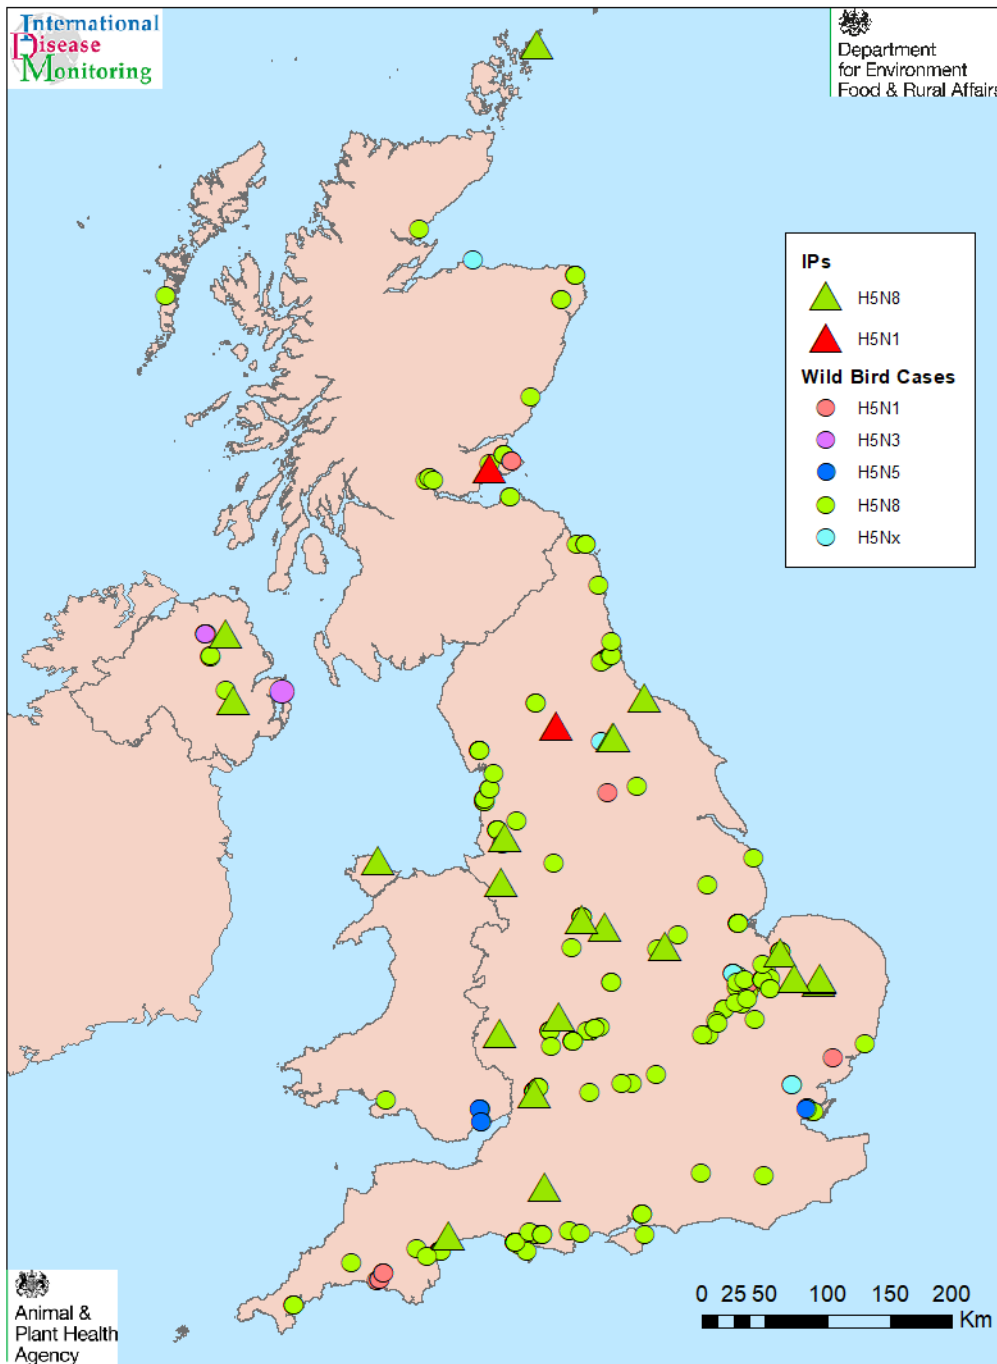 International
Disease
Monitoring
Department
for Environment
Food & Rural Affairs
IPs
H5N8
H5N1
Wild Bird Cases
H5N1
H5N3
H5N5
H5N8
H5Nx
0 25 50 100 150 200
Km
Animal &
Plant Health
Agency